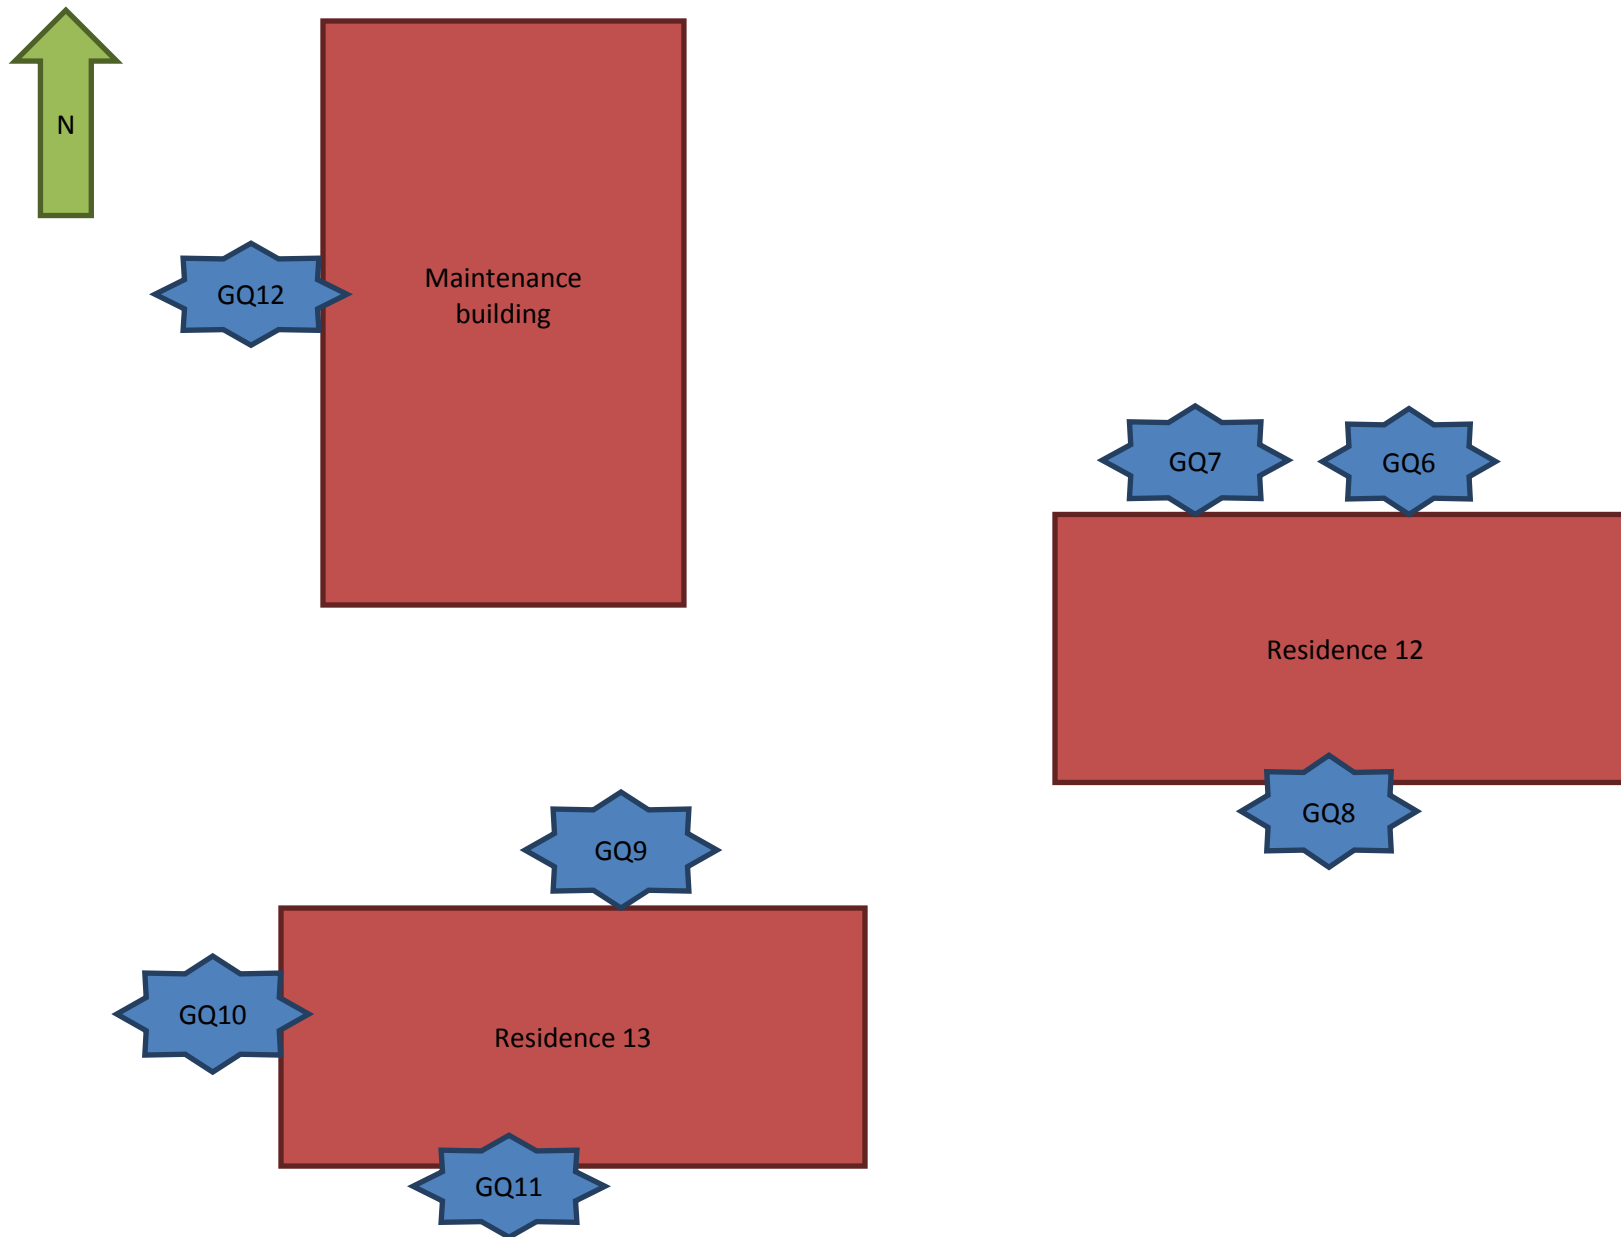 N
GQ12
Maintenance
building
GQ7
GQ6
Residence 12
GQ8
GQ9
GQ10
Residence 13
GQ11